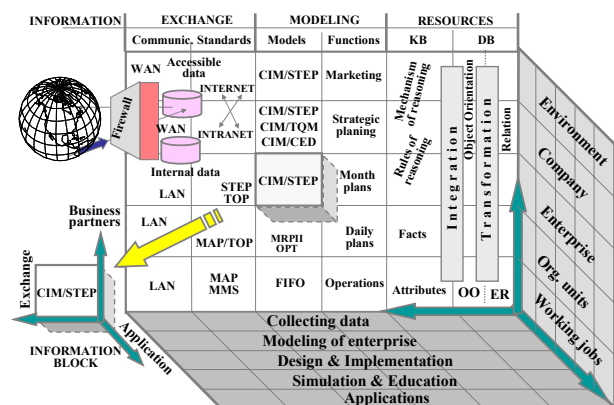 INFORMATION EXCHANGE MODELING RESOURCES
Communic. Standards Models Functions KB DB
WAN Accessible data
INTERNET
CIM/STEP Marketing
Mechanism of reasoning
Firewall
WAN
INTRANET
CIM/STEP
CIM/TQM
CIM/CED
Strategic
planing
Rules of reasoning
Internal data
LAN
STEP
TOP
CIM/STEP
Month
plans
Integration
Object Orientation
Transformation
Relation
Business
partners
LAN
MAP/TOP
MRPII
OPT
Daily
plans
Facts
LAN
MAP
MMS
FIFO
Operations
Attributes
OO ER
Environment
Company
Enterprise
Org. units
Working jobs
Exchange
CIM/STEP
Application
INFORMATION
BLOCK
Collecting data
Modeling of enterprise
Design & Implementation
Simulation & Education
Applications